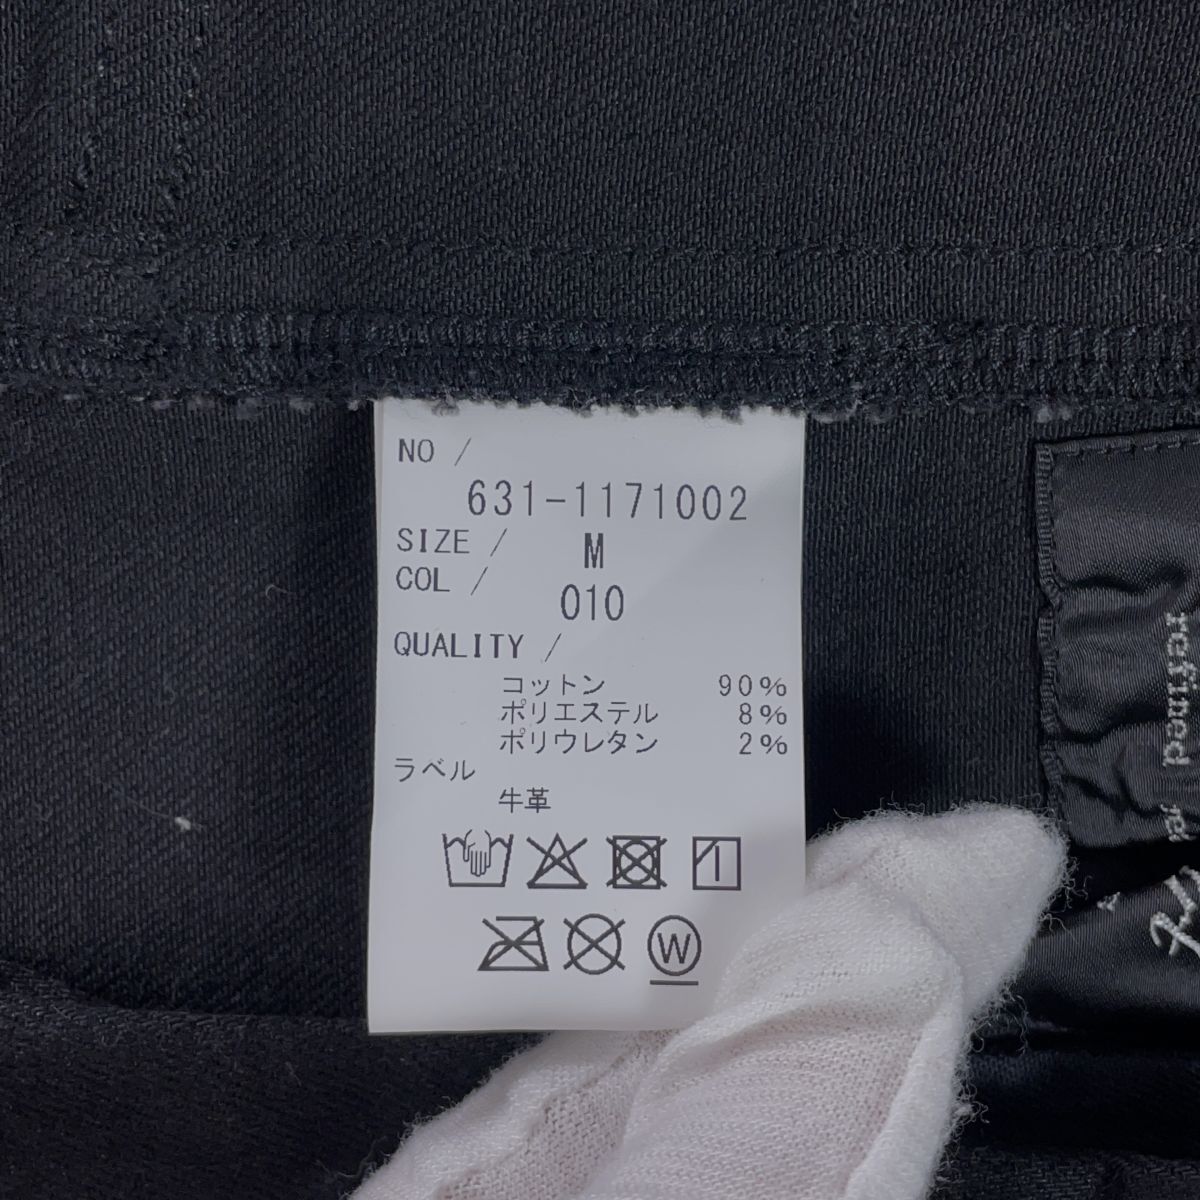 NO /
631-1171002
SIZE / M
COL / 010
QUALITY /
コットン 90%
ポリエステル 8%
ポリウレタン 2%
ラベル
牛革
W
refined